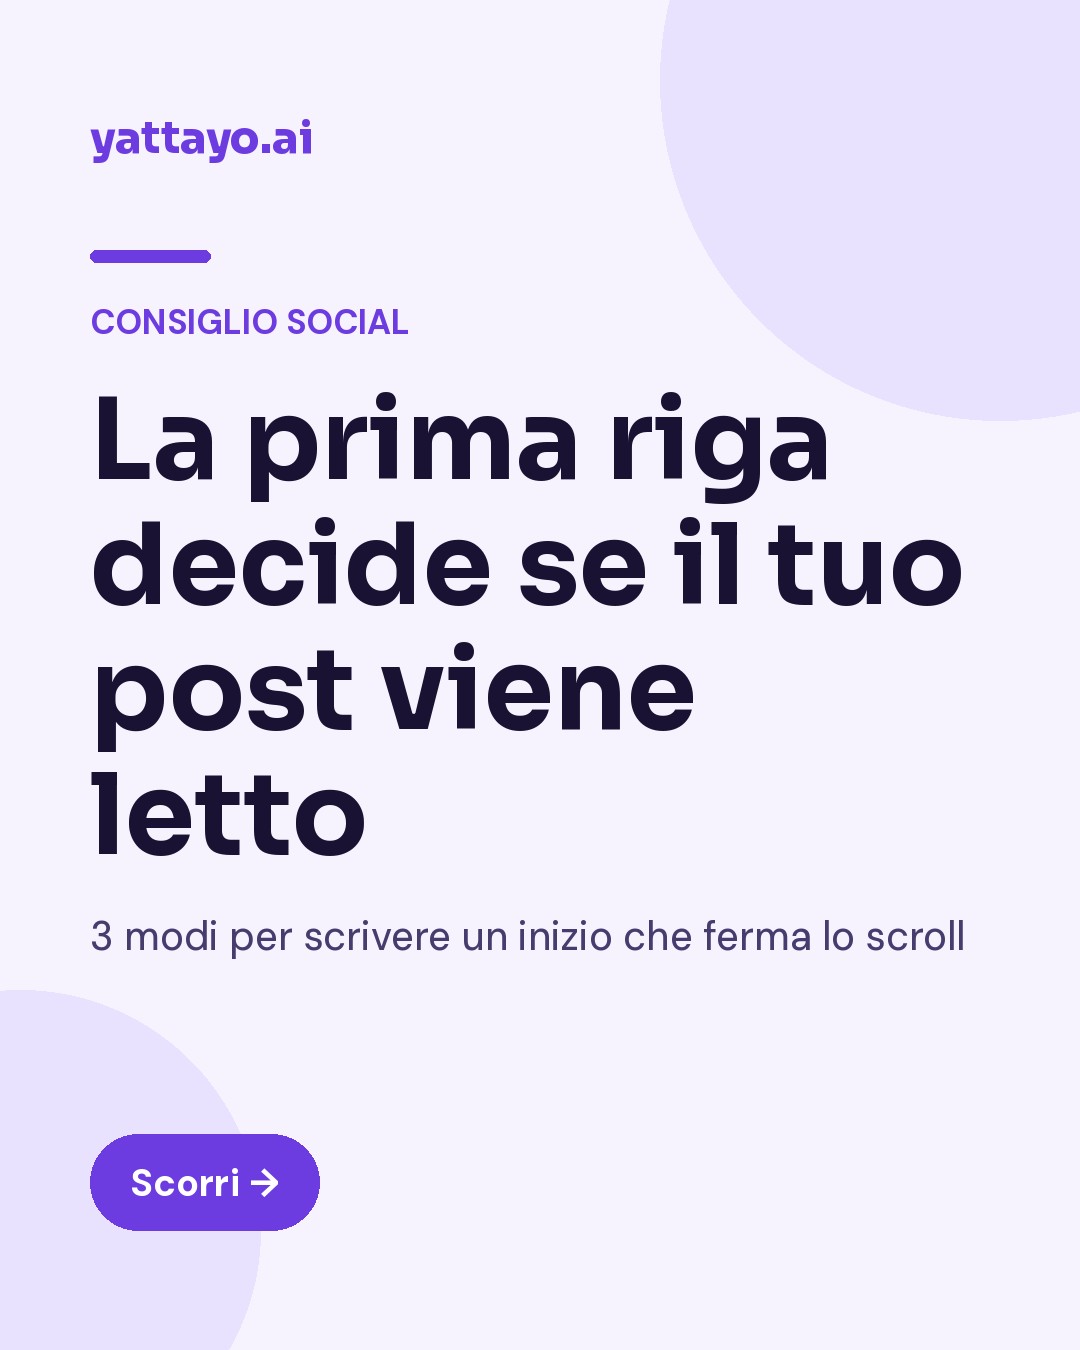 yattayo.ai
CONSIGLIO SOCIAL
La prima riga
decide se il tuo
post viene
letto
3 modi per scrivere un inizio che ferma lo scroll
Scorri →